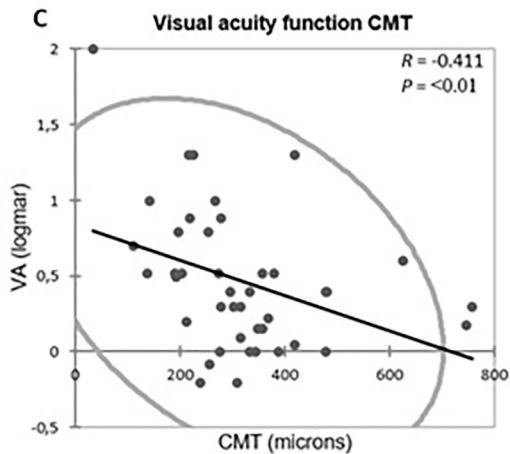 C
Visual acuity function CMT
R = -0.411
P = <0.01
2
1,5
1
0,5
0
-0,5
VA (logmar)
0
200
400
600
800
CMT (microns)